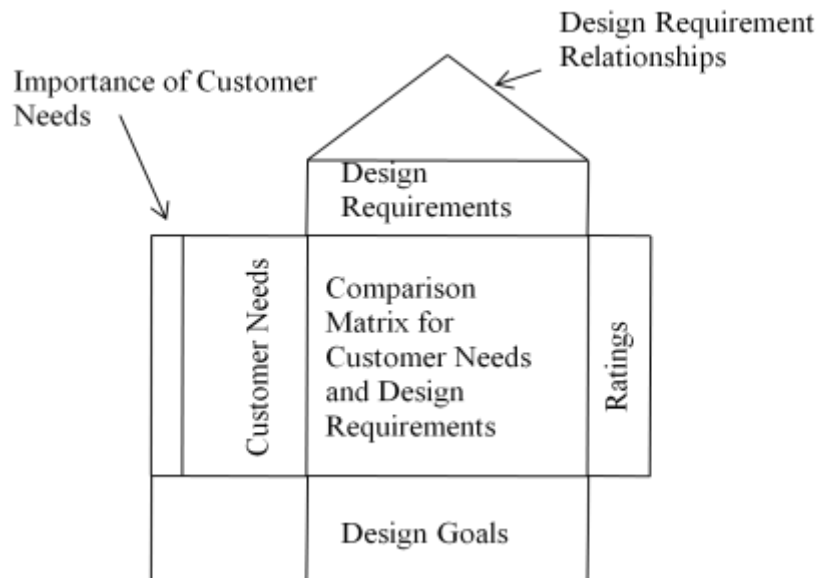 Design Requirement
Relationships
Importance of Customer
Needs
Design
Requirements
Customer Needs
Comparison
Matrix for
Customer Needs
and Design
Requirements
Ratings
Design Goals